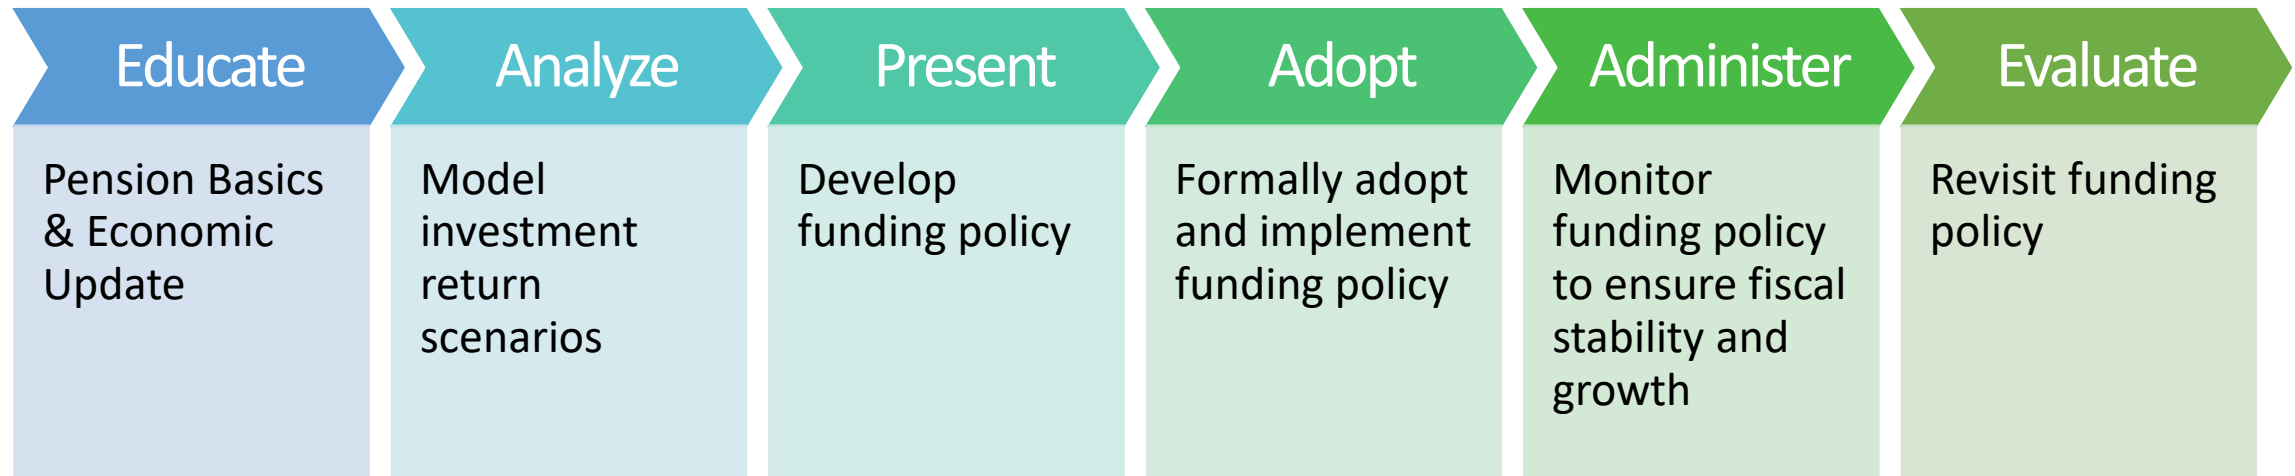 Educate
Pension Basics
& Economic
Update
Analyze
Model
investment
return
scenarios
Present
Develop
funding policy
Adopt
Formally adopt
and implement
funding policy
Administer
Monitor
funding policy
to ensure fiscal
stability and
growth
Evaluate
Revisit funding
policy